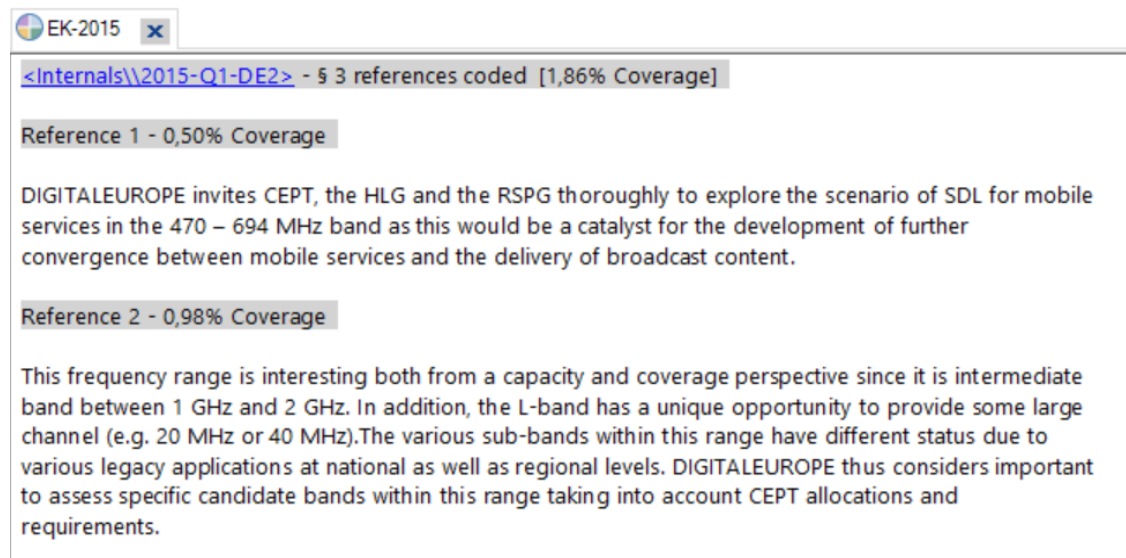 EK-2015 x
<Internals\\2015-Q1-DE2> - § 3 references coded [1,86% Coverage]
Reference 1 - 0,50% Coverage
DIGITALEUROPE invites CEPT, the HLG and the RSPG thoroughly to explore the scenario of SDL for mobile
services in the 470 – 694 MHz band as this would be a catalyst for the development of further
convergence between mobile services and the delivery of broadcast content.
Reference 2 - 0,98% Coverage
This frequency range is interesting both from a capacity and coverage perspective since it is intermediate
band between 1 GHz and 2 GHz. In addition, the L-band has a unique opportunity to provide some large
channel (e.g. 20 MHz or 40 MHz).The various sub-bands within this range have different status due to
various legacy applications at national as well as regional levels. DIGITALEUROPE thus considers important
to assess specific candidate bands within this range taking into account CEPT allocations and
requirements.